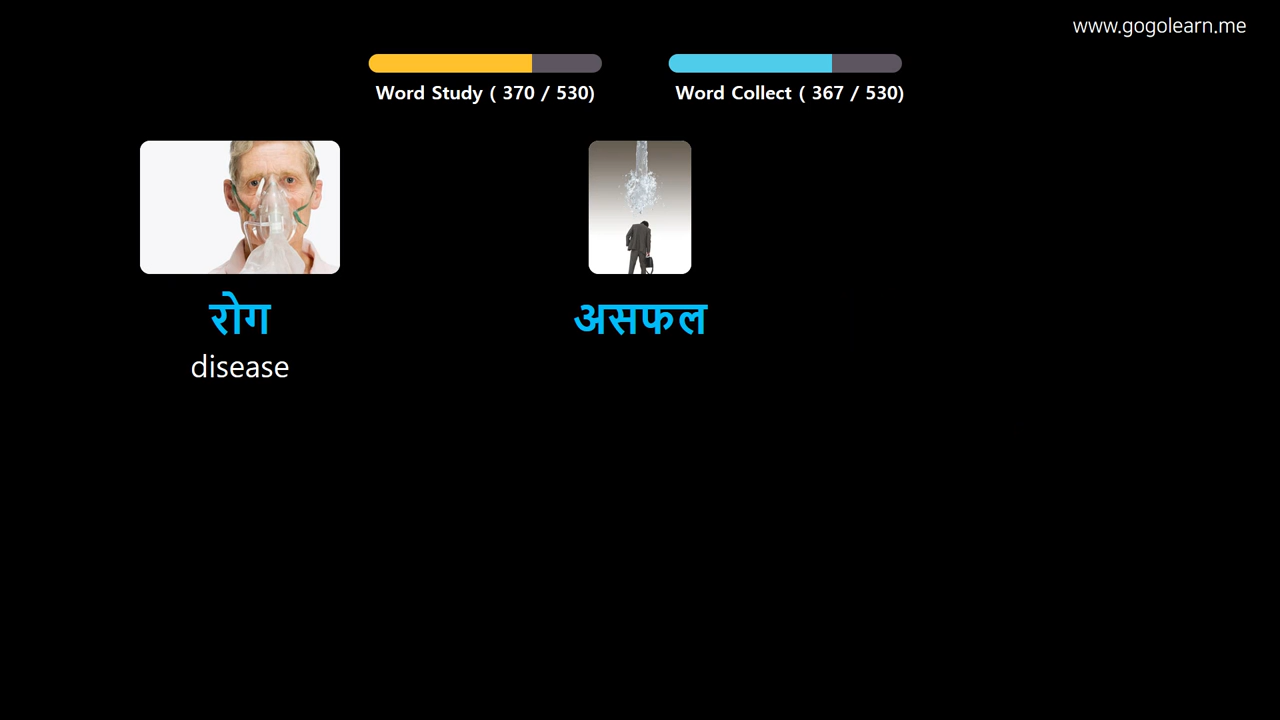 www.gogolearn.me
Word Study ( 370 / 530)
Word Collect ( 367 / 530)
रोग
असफल
disease